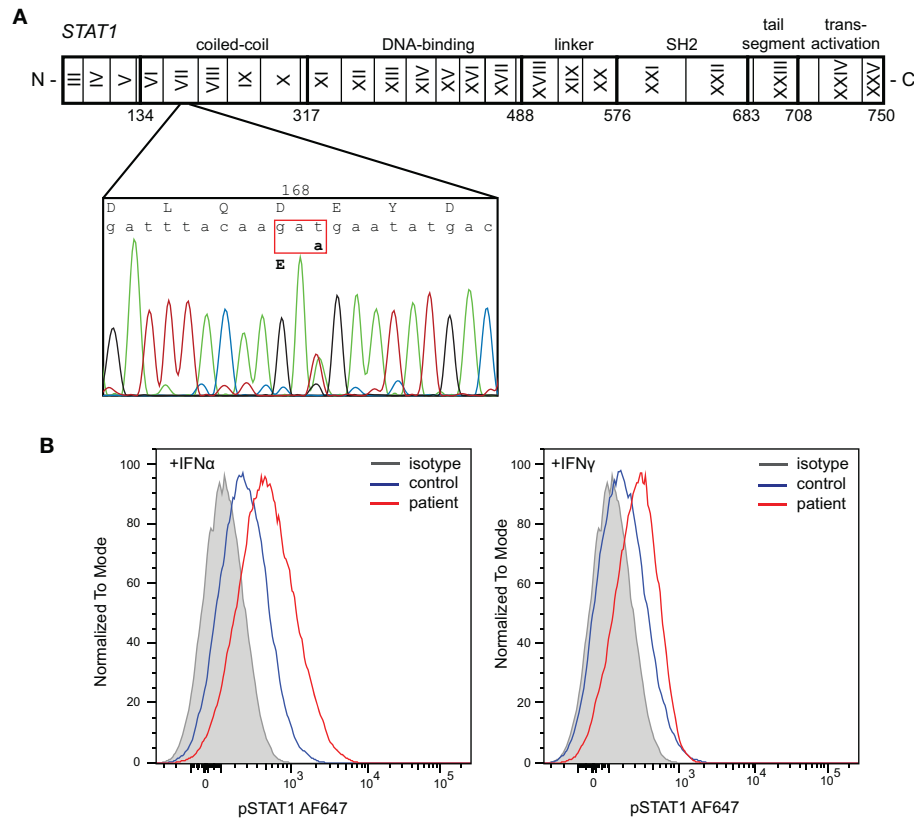 A
STAT1
coiled-coil DNA-binding linker SH2 tail segment trans-activation
N - III IV V VI VII VIII IX X XI XII XIII XIV XV XVI XVII XVIII XIX XX XXI XXII XXIII XXIV XXV - C
134 317 488 576 683 708 750
168
D L Q D E Y D
g a t t t a c a a g a t g a a t a t g a c
a
E
B
+IFNα
isotype
control
patient
Normalized To Mode
100
80
60
40
20
0
0 10³ 10⁴ 10⁵
pSTAT1 AF647
+IFNγ
isotype
control
patient
Normalized To Mode
100
80
60
40
20
0
0 10³ 10⁴ 10⁵
pSTAT1 AF647